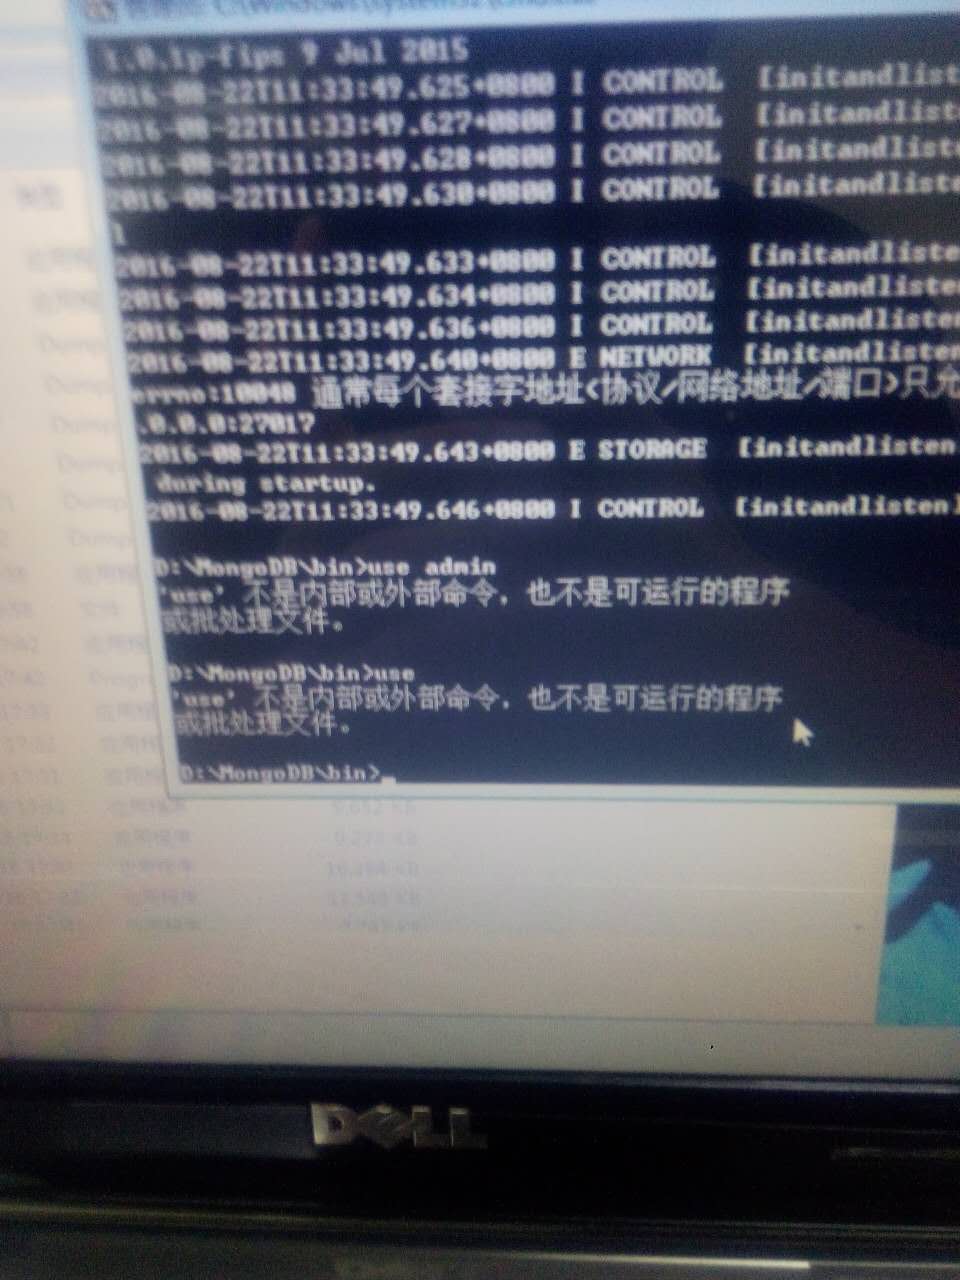 1.0.1p-fips 9 Jul 2015
2016-08-22T11:33:49.625+0800 I CONTROL [initandlist
2016-08-22T11:33:49.627+0800 I CONTROL [initandlist
2016-08-22T11:33:49.628+0800 I CONTROL [initandliste
2016-08-22T11:33:49.630+0800 I CONTROL [initandliste
l
2016-08-22T11:33:49.633+0800 I CONTROL [initandliste
2016-08-22T11:33:49.634+0800 I CONTROL [initandlisten
2016-08-22T11:33:49.636+0800 I CONTROL [initandlisten
2016-08-22T11:33:49.640+0800 E NETWORK [initandlisten
errno:10048 通常每个套接字地址<协议/网络地址/端口>只允
.0.0.0:27017
2016-08-22T11:33:49.643+0800 E STORAGE [initandlisten
during startup.
2016-08-22T11:33:49.646+0800 I CONTROL [initandlisten]
D:\MongoDB\bin>use admin
'use' 不是内部或外部命令，也不是可运行的程序
或批处理文件。
D:\MongoDB\bin>use
'use' 不是内部或外部命令，也不是可运行的程序
或批处理文件。
D:\MongoDB\bin>
DELL